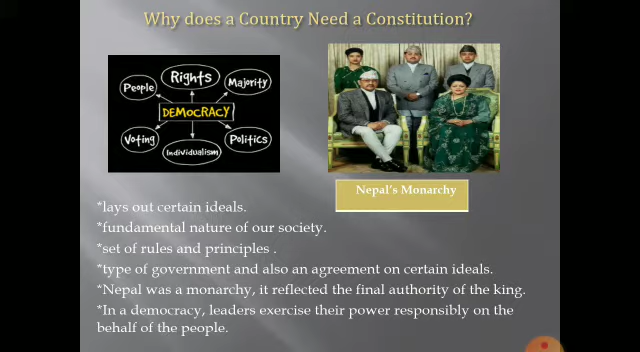 Why does a Country Need a Constitution?
People
Rights
Majority
DEMOCRACY
Voting
Individualism
Politics
Nepal's Monarchy
*lays out certain ideals.
*fundamental nature of our society.
*set of rules and principles .
*type of government and also an agreement on certain ideals.
*Nepal was a monarchy, it reflected the final authority of the king.
*In a democracy, leaders exercise their power responsibly on the
behalf of the people.